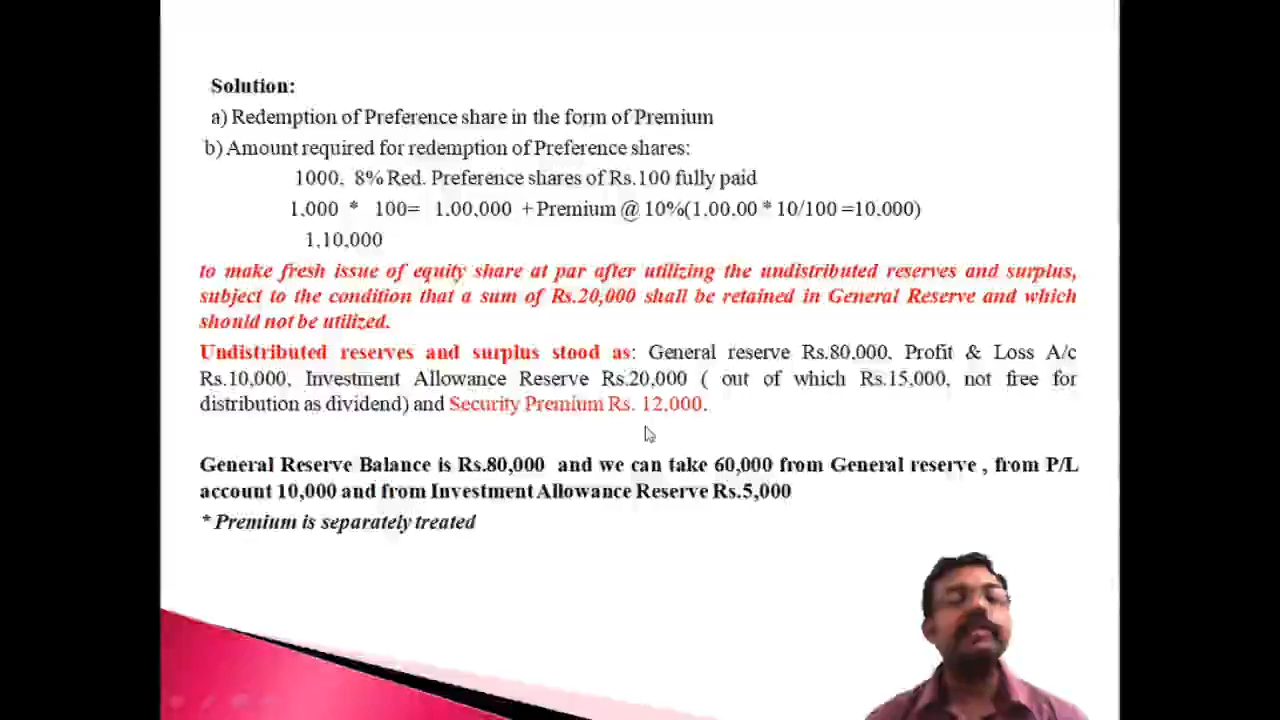 Solution:
a) Redemption of Preference share in the form of Premium
b) Amount required for redemption of Preference shares:
1000, 8% Red. Preference shares of Rs.100 fully paid
1,000 * 100= 1,00,000 + Premium @ 10%(1,00,00 * 10/100 =10,000)
1,10,000
to make fresh issue of equity share at par after utilizing the undistributed reserves and surplus,
subject to the condition that a sum of Rs.20,000 shall be retained in General Reserve and which
should not be utilized.
Undistributed reserves and surplus stood as: General reserve Rs.80,000, Profit & Loss A/c
Rs.10,000, Investment Allowance Reserve Rs.20,000 ( out of which Rs.15,000, not free for
distribution as dividend) and Security Premium Rs. 12,000.
General Reserve Balance is Rs.80,000 and we can take 60,000 from General reserve , from P/L
account 10,000 and from Investment Allowance Reserve Rs.5,000
* Premium is separately treated